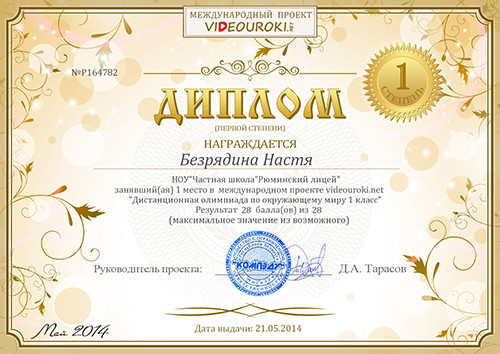 МЕЖДУНАРОДНЫЙ ПРОЕКТ
VIDEOUROKI.net
№Р164782
1
СТЕПЕНЬ
ДИПЛОМ
(ПЕРВОЙ СТЕПЕНИ)
НАГРАЖДАЕТСЯ
Безрядина Настя
НОУ"Частная школа"Рюминский лицей"
занявший(ая) 1 место в международном проекте videouroki.net
"Дистанционная олимпиада по окружающему миру 1 класс"
Результат 28 балла(ов) из 28
(максимальное значение из возможного)
"КОМПЭДУ"
Руководитель проекта:
Д.А. Тарасов
Май 2014
Дата выдачи: 21.05.2014